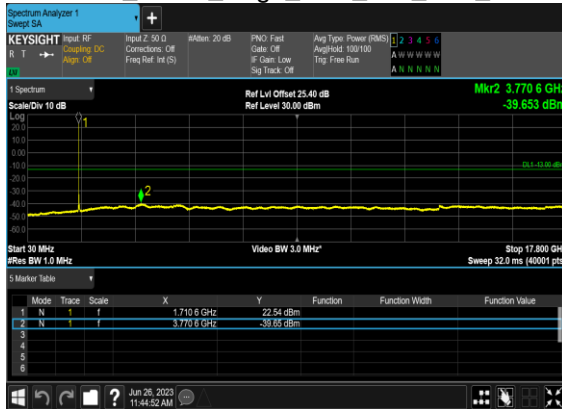 Spectrum Analyzer 1
Swept SA
+
KEYSIGHT
R T
LXI
Input: RF
Coupling: DC
Align: Off
Input Z: 50 Ω
Corrections: Off
Freq Ref: Int (S)
#Atten: 20 dB
PNO: Fast
Gate: Off
IF Gain: Low
Sig Track: Off
Avg Type: Power (RMS)
Avg|Hold: 100/100
Trig: Free Run
1 2 3 4 5 6
A W W W W W
A N N N N N
1 Spectrum
Scale/Div 10 dB
Ref Lvl Offset 25.40 dB
Ref Level 30.00 dBm
Mkr2 3.770 6 GHz
-39.653 dBm
Log
20.0
10.0
0.00
-10.0
-20.0
-30.0
-40.0
-50.0
-60.0
1
2
DL1 -13.00 dBm
Start 30 MHz
#Res BW 1.0 MHz
Video BW 3.0 MHz*
Stop 17.800 GHz
Sweep 32.0 ms (40001 pts)
5 Marker Table
Mode Trace Scale X Y Function Function Width Function Value
1 N 1 f 1.710 6 GHz 22.54 dBm
2 N 1 f 3.770 6 GHz -39.65 dBm
3
4
5
6
?
Jun 26, 2023
11:44:52 AM